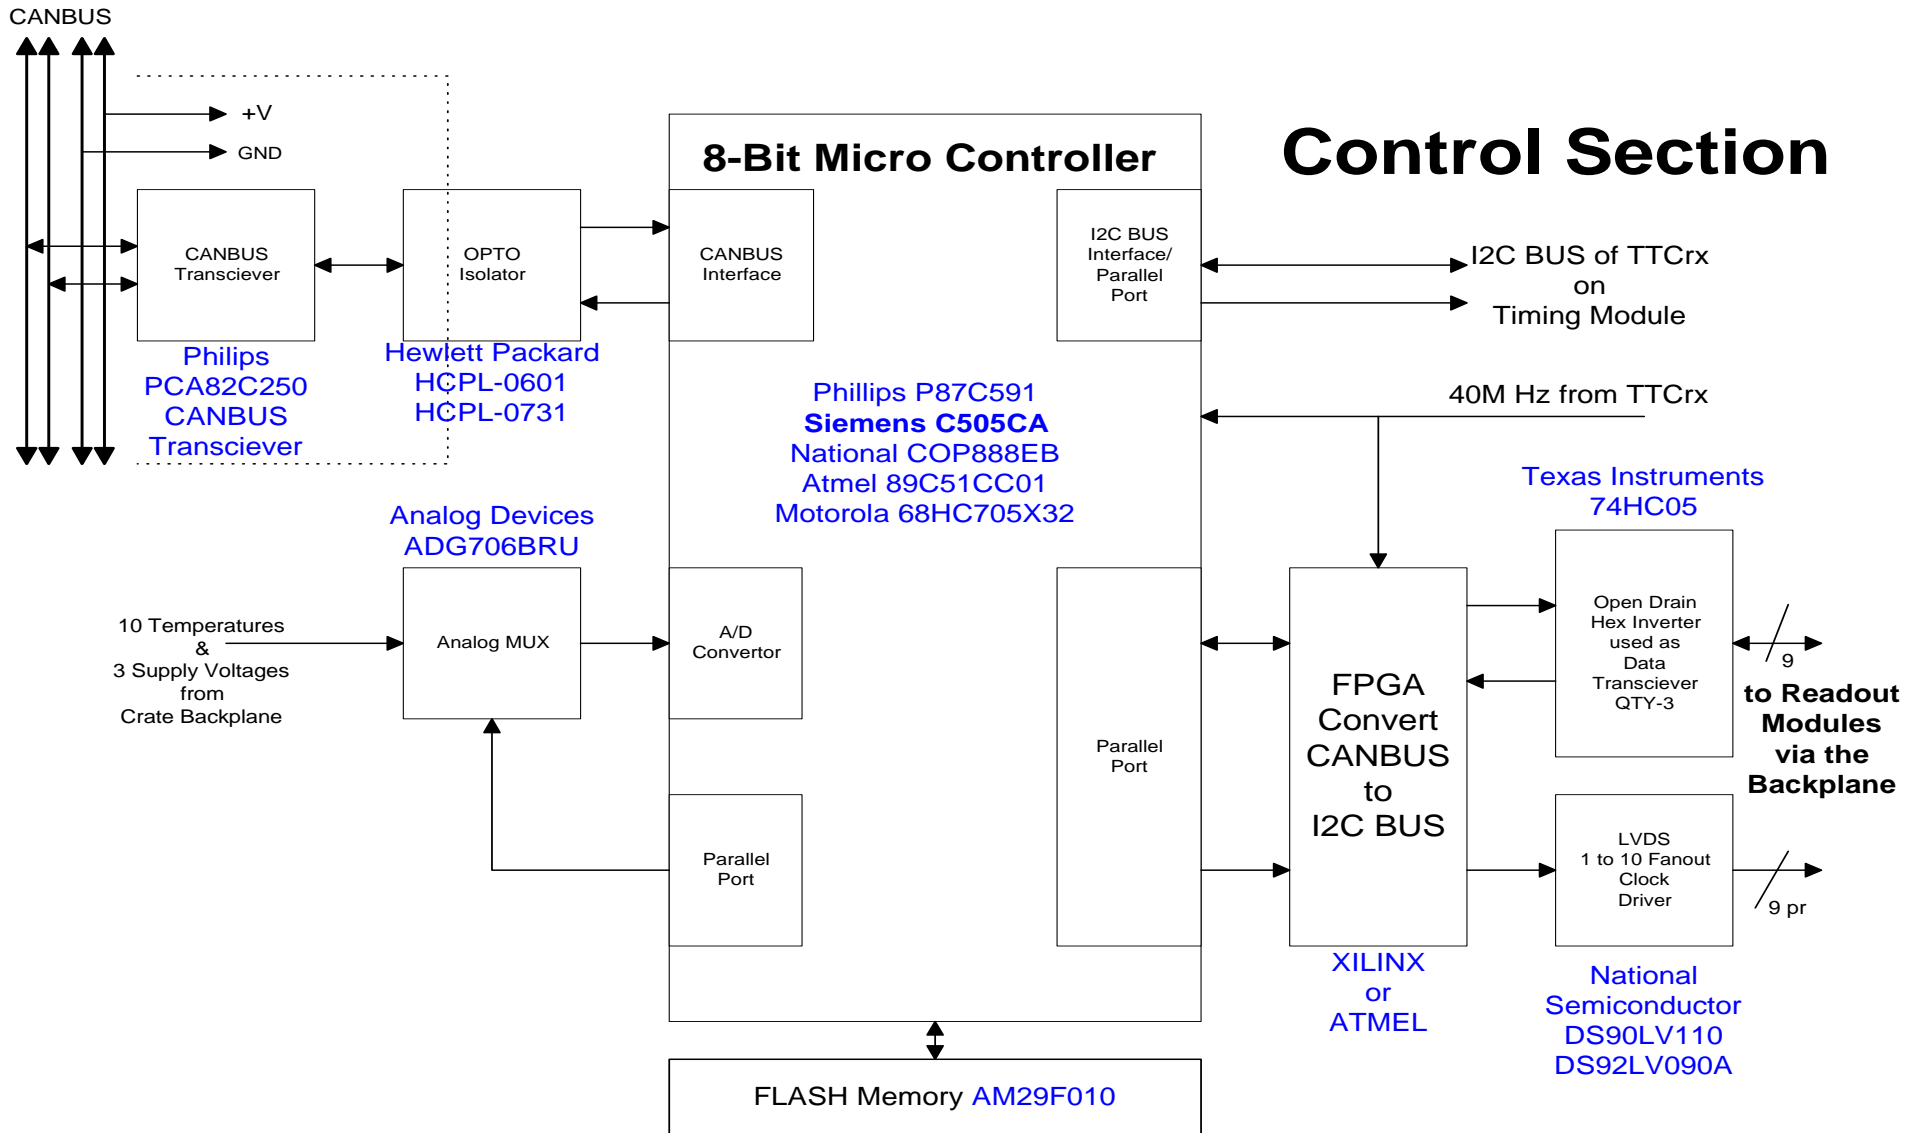 CANBUS
+V
GND
8-Bit Micro Controller
Control Section
CANBUS
Transciever
OPTO
Isolator
CANBUS
Interface
I2C BUS
Interface/
Parallel
Port
I2C BUS of TTCrx
on
Timing Module
Philips
PCA82C250
CANBUS
Transciever
Hewlett Packard
HCPL-0601
HCPL-0731
Phillips P87C591
Siemens C505CA
National COP888EB
Atmel 89C51CC01
Motorola 68HC705X32
40M Hz from TTCrx
Texas Instruments
74HC05
Analog Devices
ADG706BRU
10 Temperatures
&
3 Supply Voltages
from
Crate Backplane
Analog MUX
A/D
Convertor
Parallel
Port
Parallel
Port
FPGA
Convert
CANBUS
to
I2C BUS
Open Drain
Hex Inverter
used as
Data
Transciever
QTY-3
9
to Readout
Modules
via the
Backplane
LVDS
1 to 10 Fanout
Clock
Driver
9 pr
XILINX
or
ATMEL
National
Semiconductor
DS90LV110
DS92LV090A
FLASH Memory AM29F010